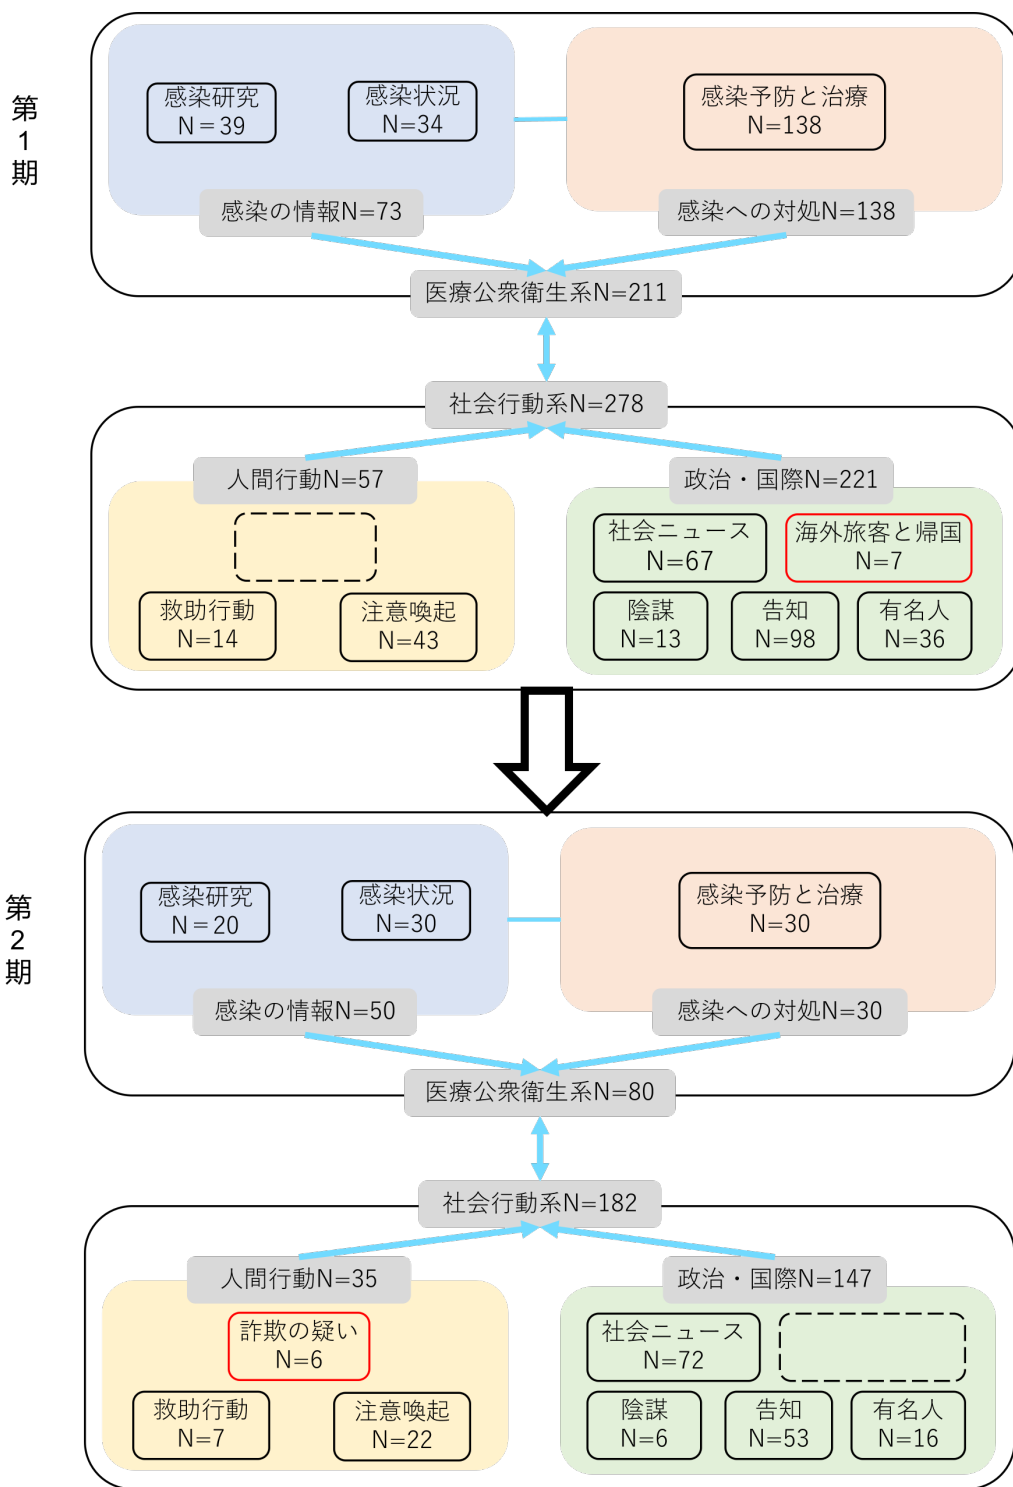 第
1
期
感染研究
N＝39
感染状況
N=34
感染予防と治療
N=138
感染の情報N=73
感染への対処N=138
医療公衆衛生系N=211
社会行動系N=278
人間行動N=57
政治・国際N=221
社会ニュース
N=67
海外旅客と帰国
N=7
救助行動
N=14
注意喚起
N=43
陰謀
N=13
告知
N=98
有名人
N=36
第
2
期
感染研究
N＝20
感染状況
N=30
感染予防と治療
N=30
感染の情報N=50
感染への対処N=30
医療公衆衛生系N=80
社会行動系N=182
人間行動N=35
政治・国際N=147
詐欺の疑い
N=6
社会ニュース
N=72
救助行動
N=7
注意喚起
N=22
陰謀
N=6
告知
N=53
有名人
N=16